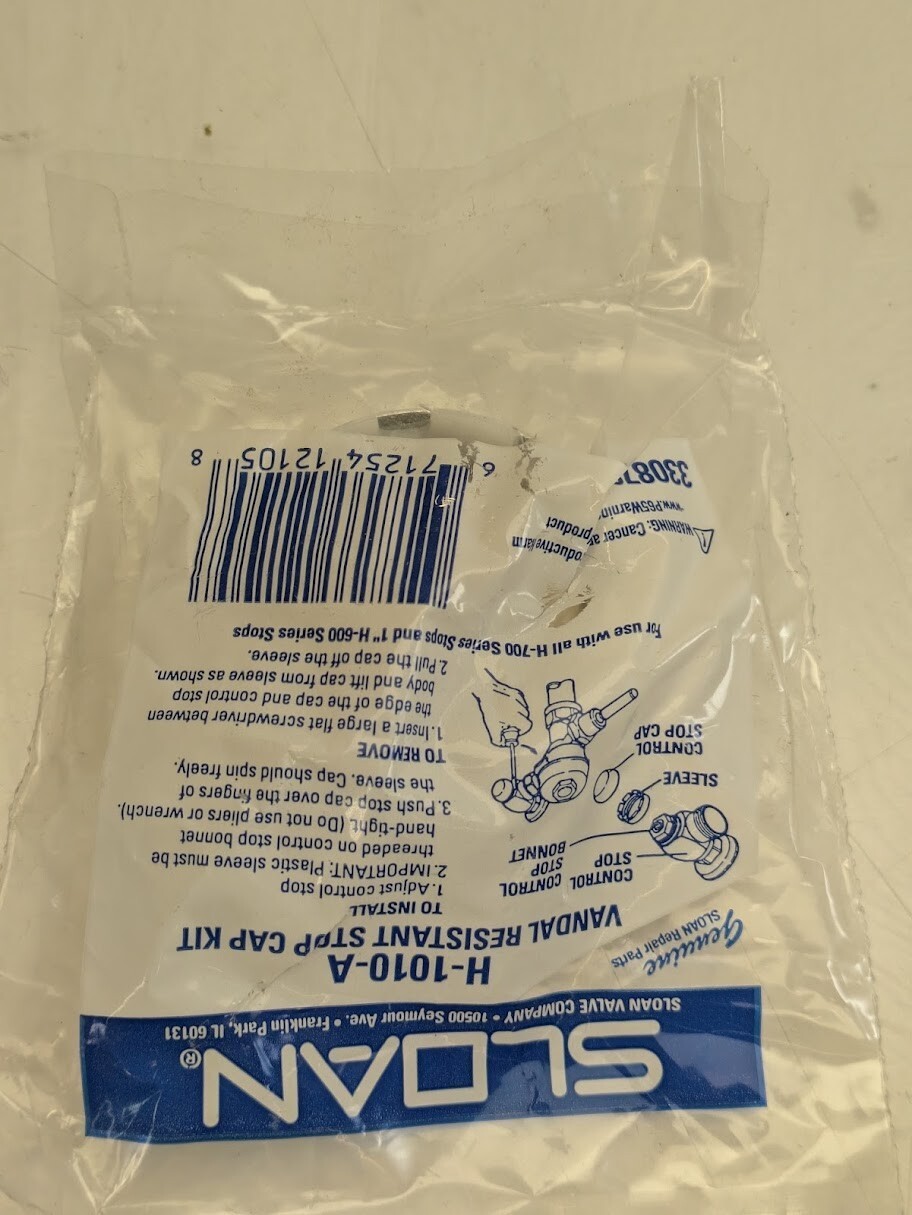 SLOAN®
SLOAN VALVE COMPANY • 10500 Seymour Ave. • Franklin Park, IL 60131
Genuine
SLOAN Repair Parts
H-1010-A
VANDAL RESISTANT STOP CAP KIT
CONTROL
STOP
CONTROL
STOP
BONNET
SLEEVE
CONTROL
STOP CAP
TO INSTALL
1. Adjust control stop
2. IMPORTANT: Plastic sleeve must be
threaded on control stop bonnet
hand-tight (Do not use pliers or wrench).
3. Push stop cap over the fingers of
the sleeve. Cap should spin freely.
TO REMOVE
1. Insert a large flat screwdriver between
the edge of the cap and control stop
body and lift cap from sleeve as shown.
2. Pull the cap off the sleeve.
For use with all H-700 Series Stops and 1" H-600 Series Stops
WARNING: Cancer
www.P65Warnin
33087
6 71254 12105 8